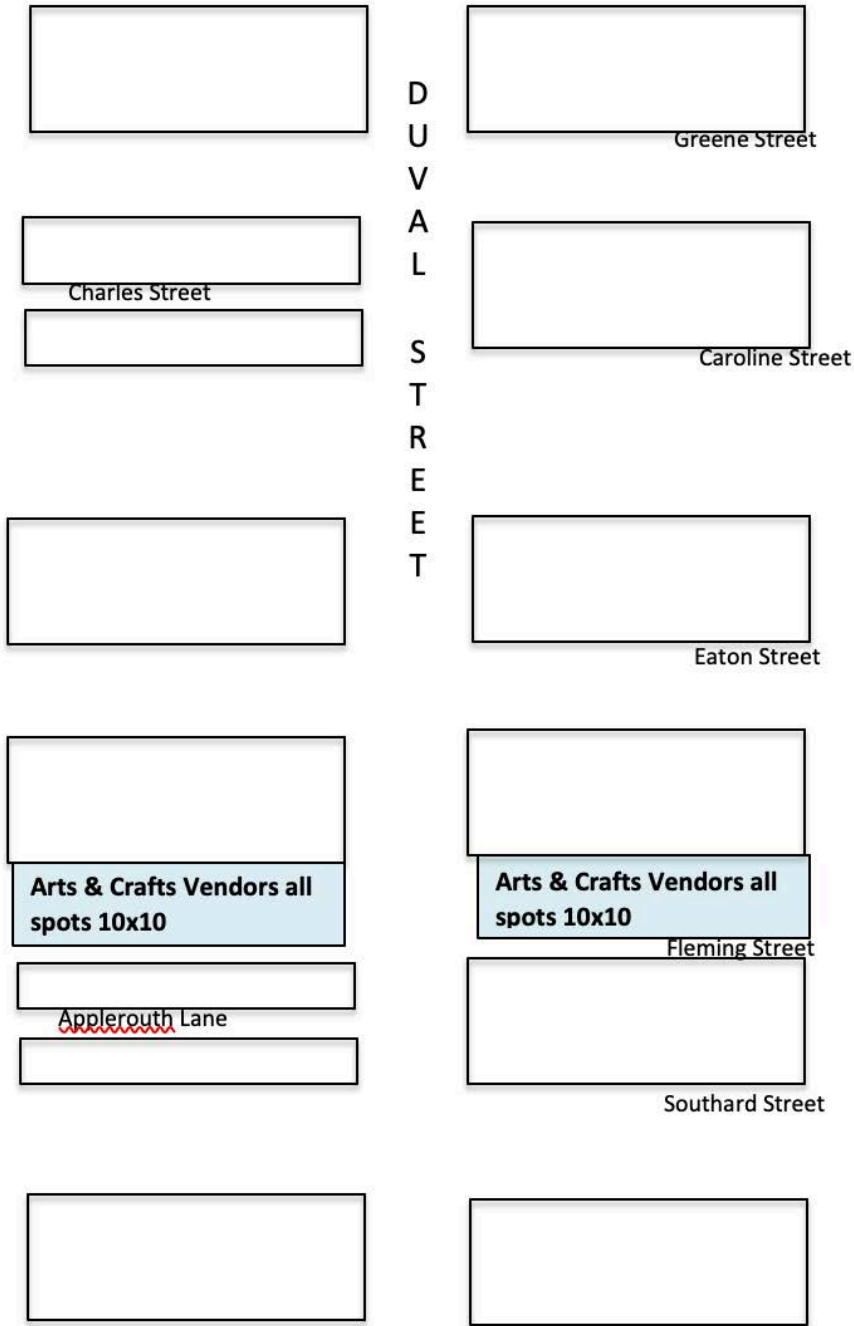 DUVAL STREET
Greene Street
Charles Street
Caroline Street
Eaton Street
Arts & Crafts Vendors all
spots 10x10
Arts & Crafts Vendors all
spots 10x10
Fleming Street
Applerouth Lane
Southard Street